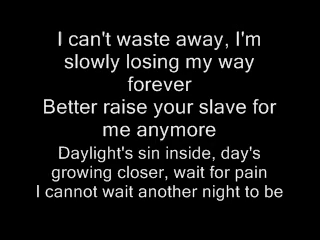 I can't waste away, I'm
slowly losing my way
forever
Better raise your slave for
me anymore
Daylight's sin inside, day's
growing closer, wait for pain
I cannot wait another night to be